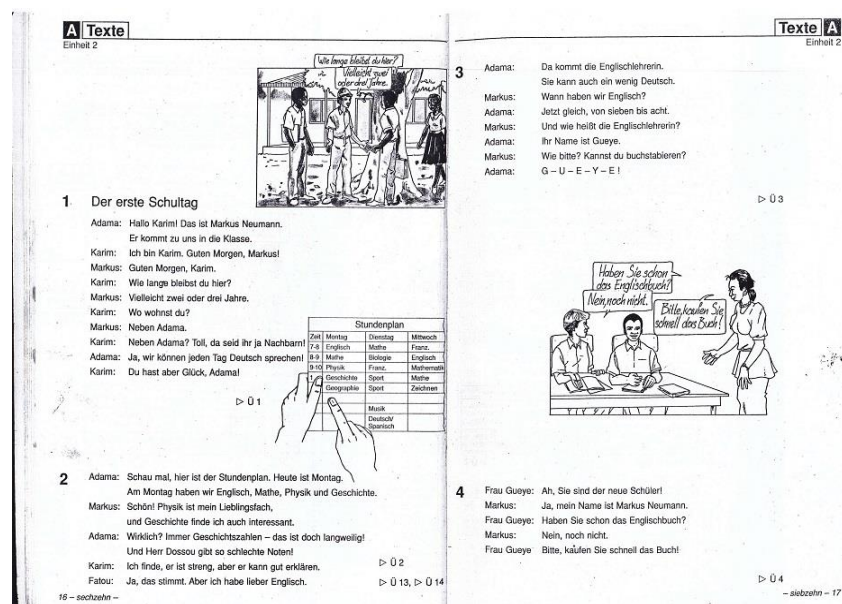 A Texte
Einheit 2
Wie lange bleibst du hier?
Vielleicht zwei
oder drei Jahre.
1 Der erste Schultag
Adama: Hallo Karim! Das ist Markus Neumann.
Er kommt zu uns in die Klasse.
Karim: Ich bin Karim. Guten Morgen, Markus!
Markus: Guten Morgen, Karim.
Karim: Wie lange bleibst du hier?
Markus: Vielleicht zwei oder drei Jahre.
Karim: Wo wohnst du?
Markus: Neben Adama.
Karim: Neben Adama? Toll, da seid ihr ja Nachbarn!
Adama: Ja, wir können jeden Tag Deutsch sprechen!
Karim: Du hast aber Glück, Adama!
▷ Ü 1
Stundenplan
Zeit Montag Dienstag Mittwoch
7-8 Englisch Mathe Franz.
8-9 Mathe Biologie Englisch
9-10 Physik Franz. Mathematik
Geschichte Sport Mathe
Geographie Sport Zeichnen
Musik
Deutsch/
Spanisch
2 Adama: Schau mal, hier ist der Stundenplan. Heute ist Montag.
Am Montag haben wir Englisch, Mathe, Physik und Geschichte.
Markus: Schön! Physik ist mein Lieblingsfach,
und Geschichte finde ich auch interessant.
Adama: Wirklich? Immer Geschichtszahlen – das ist doch langweilig!
Und Herr Dossou gibt so schlechte Noten!
▷ Ü 2
Karim: Ich finde, er ist streng, aber er kann gut erklären.
Fatou: Ja, das stimmt. Aber ich habe lieber Englisch.
▷ Ü 13, ▷ Ü 14
16 – sechzehn –
Texte A
Einheit 2
3 Adama: Da kommt die Englischlehrerin.
Sie kann auch ein wenig Deutsch.
Markus: Wann haben wir Englisch?
Adama: Jetzt gleich, von sieben bis acht.
Markus: Und wie heißt die Englischlehrerin?
Adama: Ihr Name ist Gueye.
Markus: Wie bitte? Kannst du buchstabieren?
Adama: G – U – E – Y – E !
▷ Ü 3
Haben Sie schon
das Englischbuch?
Nein, noch nicht.
Bitte, kaufen Sie
schnell das Buch!
4 Frau Gueye: Ah, Sie sind der neue Schüler!
Markus: Ja, mein Name ist Markus Neumann.
Frau Gueye: Haben Sie schon das Englischbuch?
Markus: Nein, noch nicht.
Frau Gueye Bitte, kaufen Sie schnell das Buch!
▷ Ü 4
– siebzehn – 17